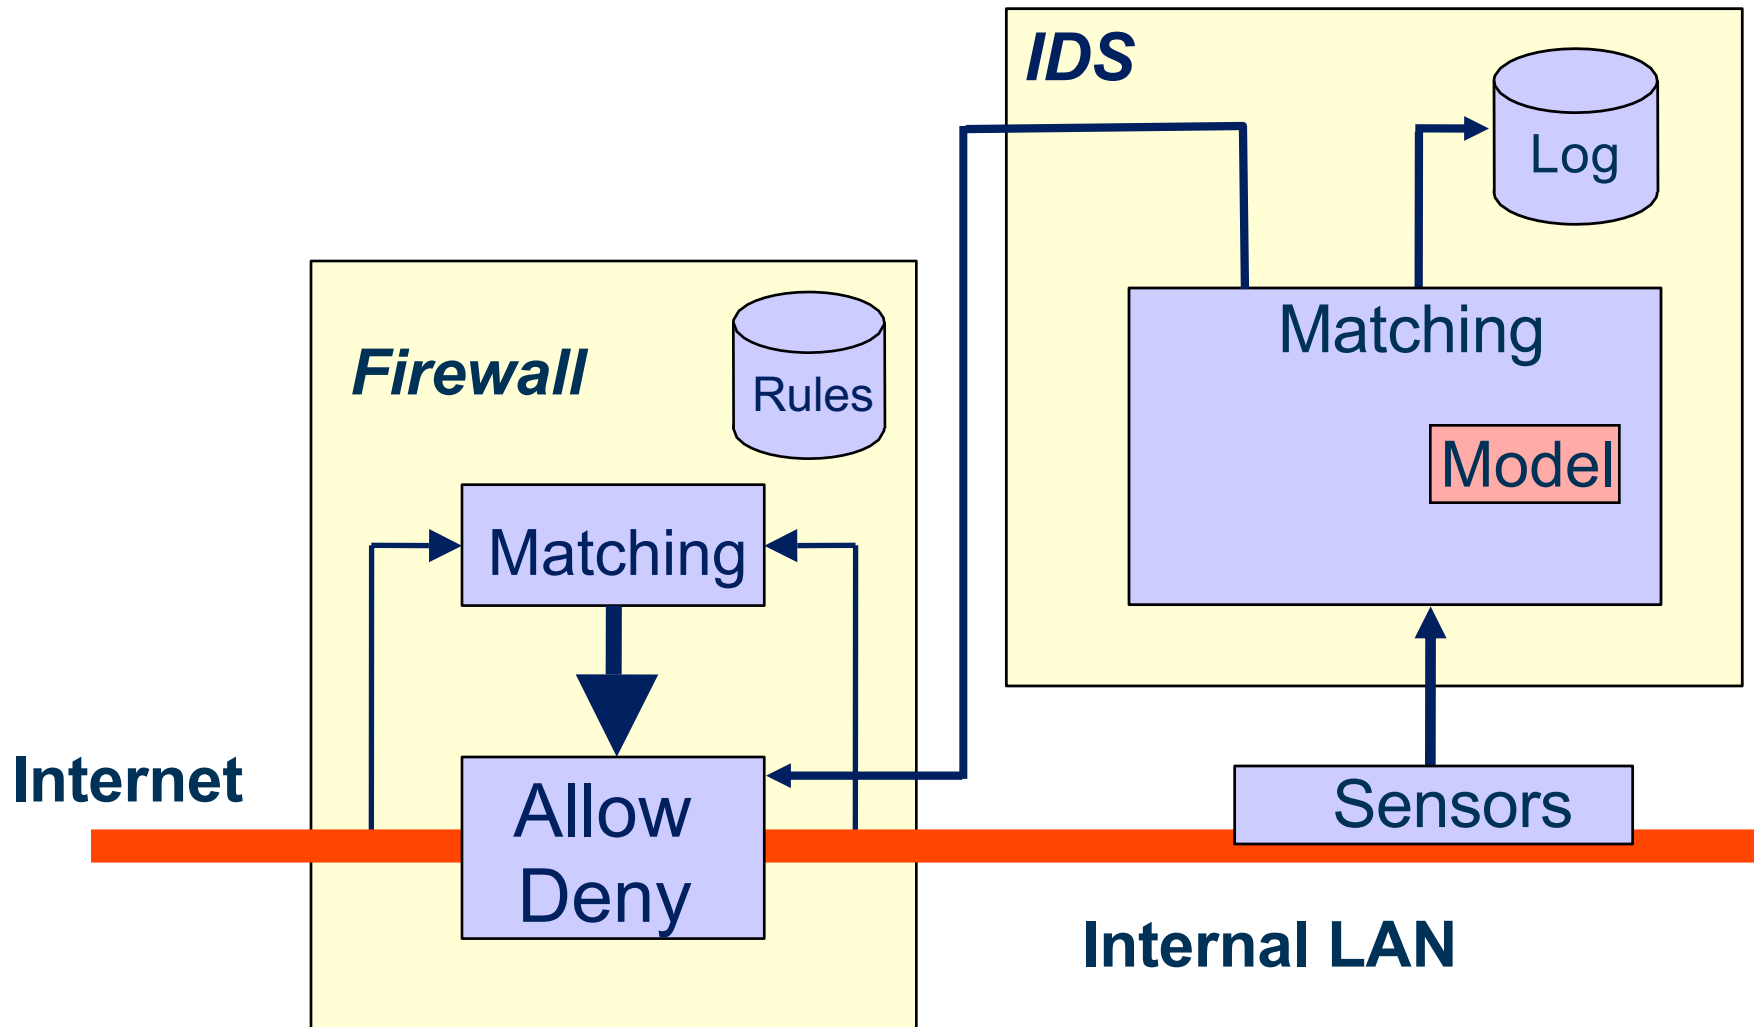 IDS
Log
Matching
Model
Firewall
Rules
Matching
Internet
Allow
Deny
Sensors
Internal LAN